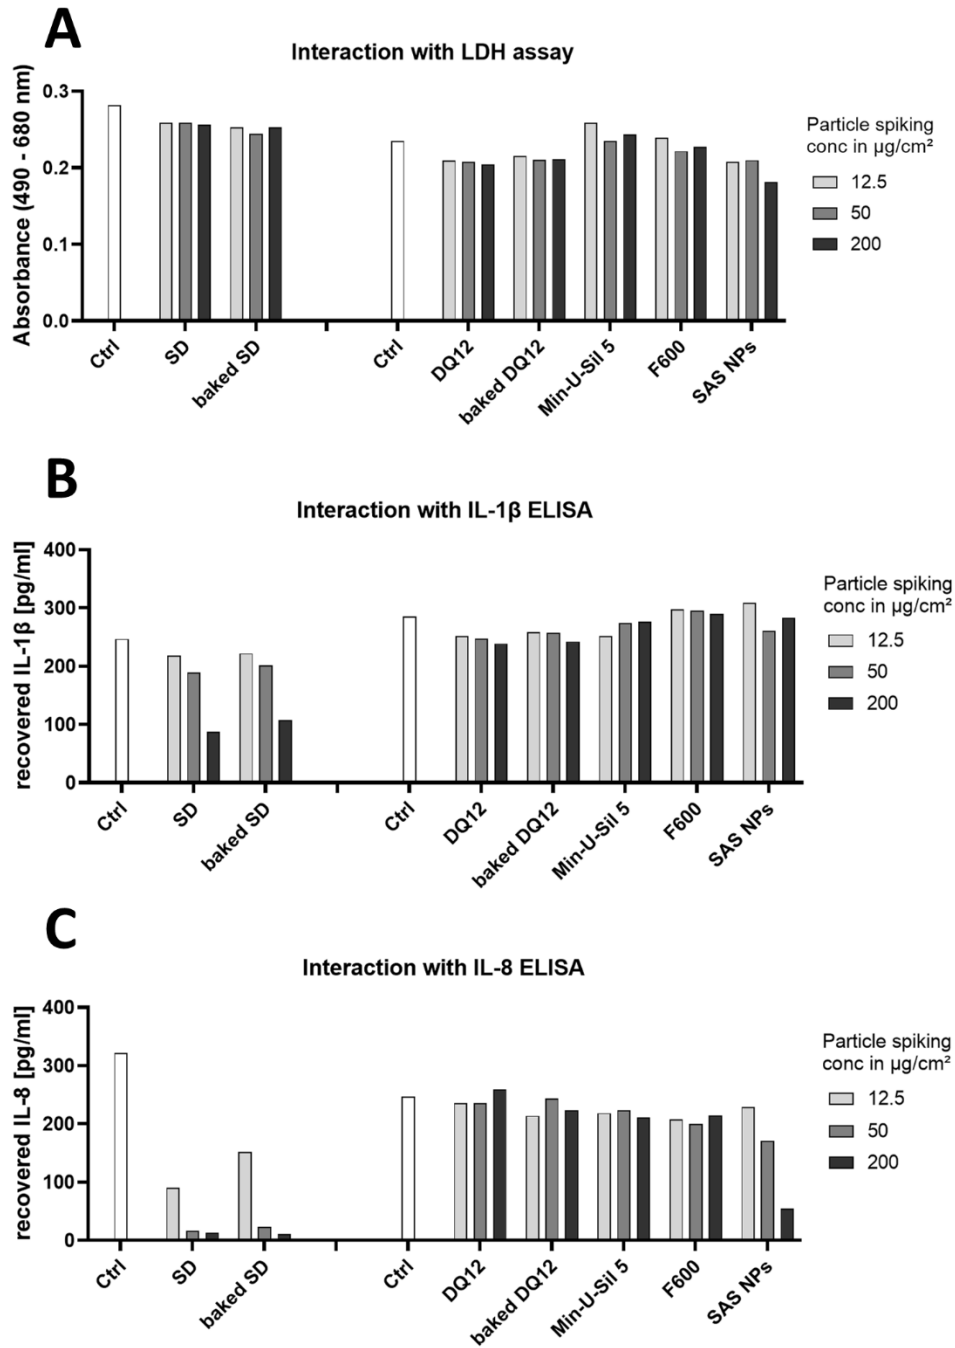 A
Interaction with LDH assay
Absorbance (490 - 680 nm)
0.3
0.2
0.1
0.0
Ctrl
SD
baked SD
Ctrl
DQ12
baked DQ12
Min-U-Sil 5
F600
SAS NPs
Particle spiking
conc in µg/cm²
12.5
50
200
B
Interaction with IL-1β ELISA
recovered IL-1β [pg/ml]
400
300
200
100
0
Ctrl
SD
baked SD
Ctrl
DQ12
baked DQ12
Min-U-Sil 5
F600
SAS NPs
Particle spiking
conc in µg/cm²
12.5
50
200
C
Interaction with IL-8 ELISA
recovered IL-8 [pg/ml]
400
300
200
100
0
Ctrl
SD
baked SD
Ctrl
DQ12
baked DQ12
Min-U-Sil 5
F600
SAS NPs
Particle spiking
conc in µg/cm²
12.5
50
200